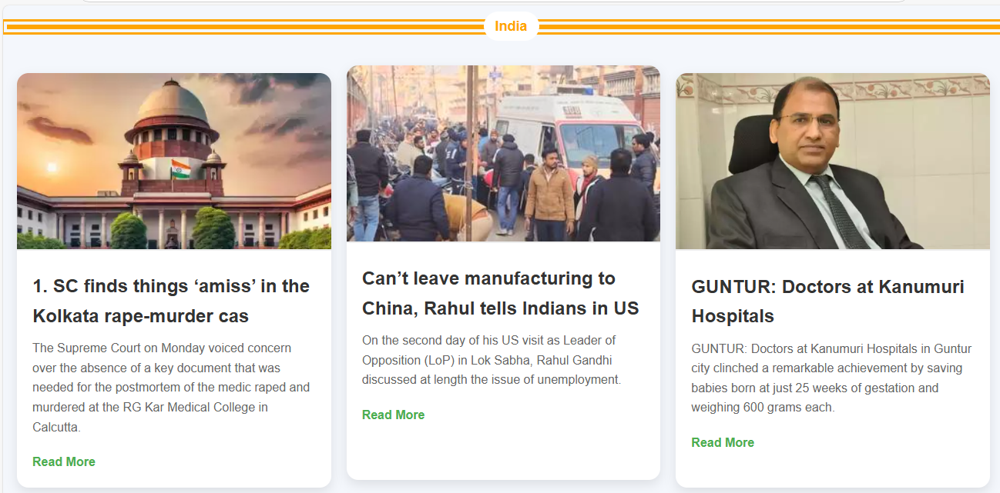 India
1. SC finds things ‘amiss’ in the
Kolkata rape-murder cas
The Supreme Court on Monday voiced concern
over the absence of a key document that was
needed for the postmortem of the medic raped and
murdered at the RG Kar Medical College in
Calcutta.
Read More
Can’t leave manufacturing to
China, Rahul tells Indians in US
On the second day of his US visit as Leader of
Opposition (LoP) in Lok Sabha, Rahul Gandhi
discussed at length the issue of unemployment.
Read More
GUNTUR: Doctors at Kanumuri
Hospitals
GUNTUR: Doctors at Kanumuri Hospitals in Guntur
city clinched a remarkable achievement by saving
babies born at just 25 weeks of gestation and
weighing 600 grams each.
Read More